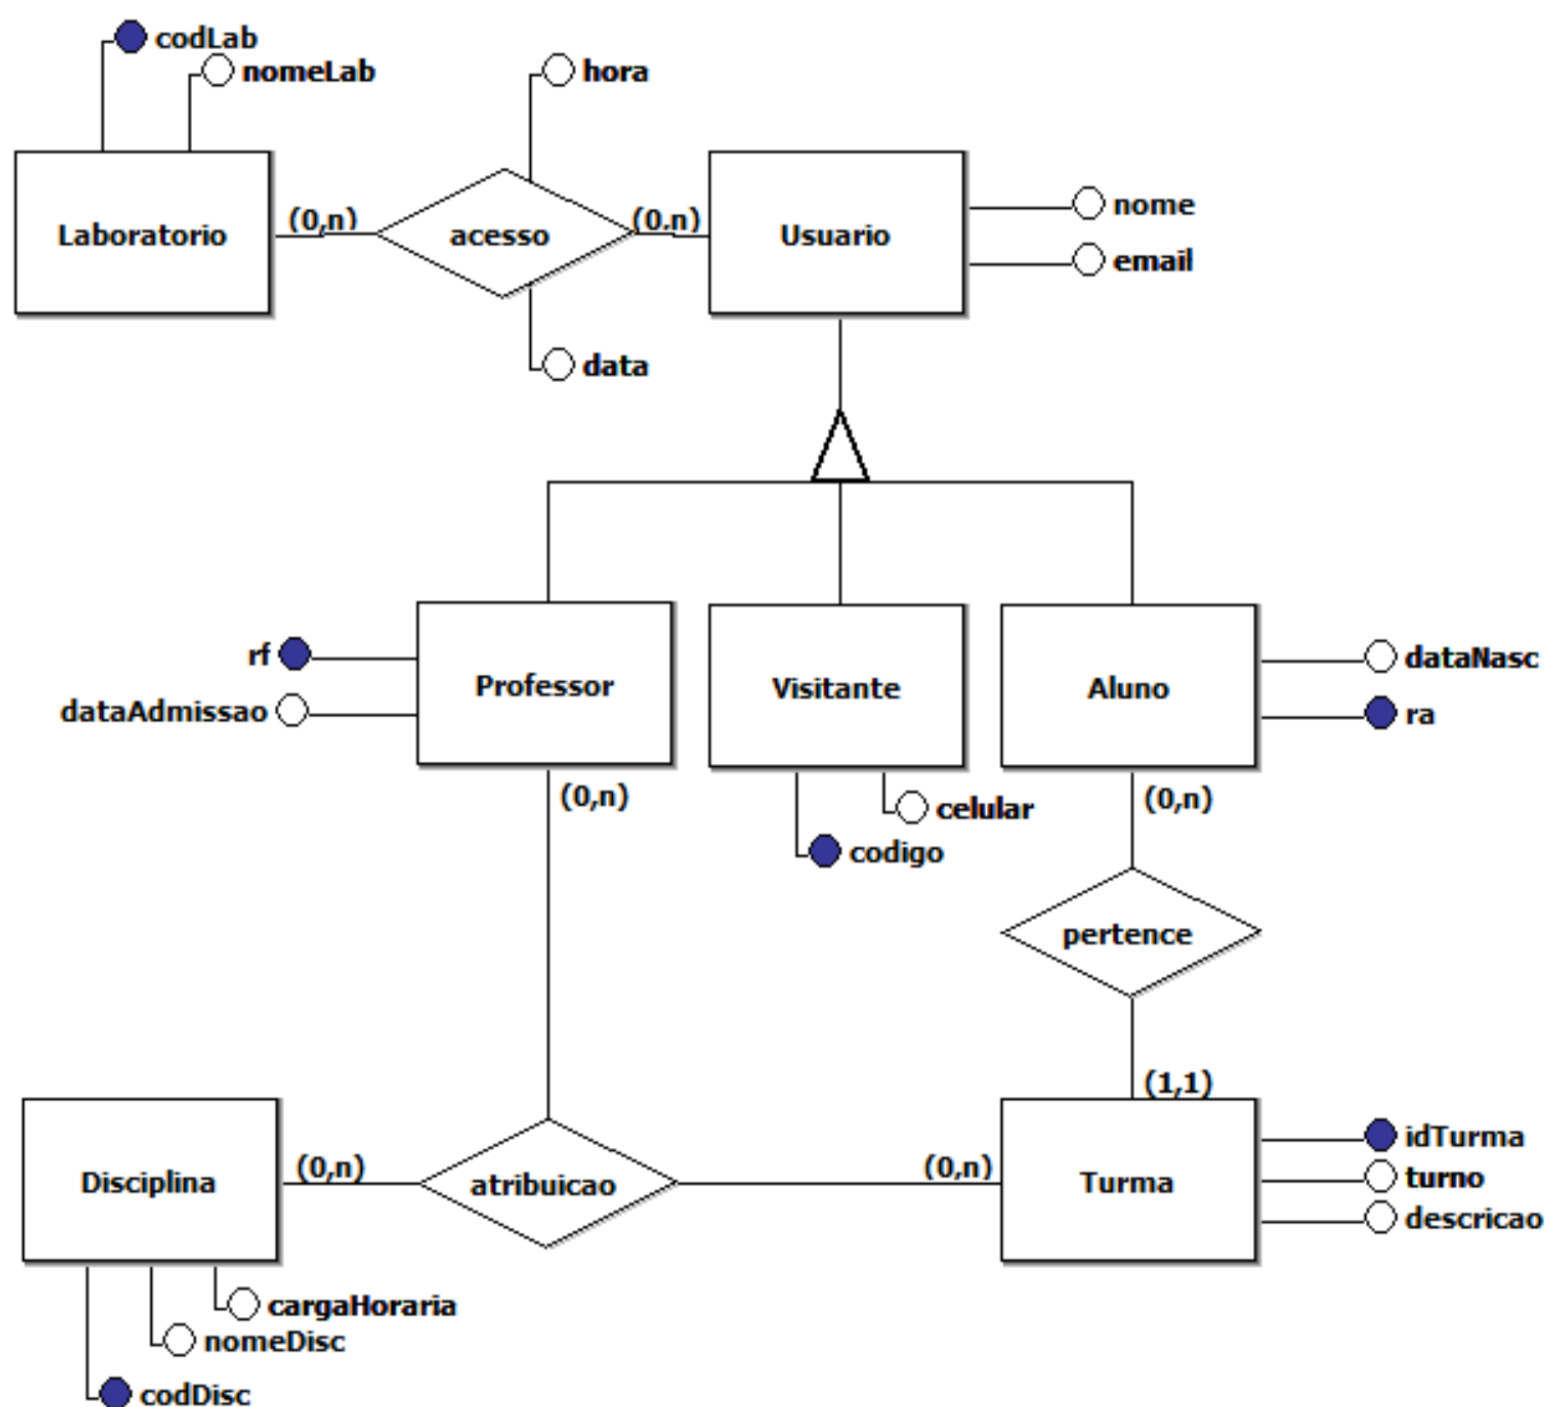 codLab
nomeLab
hora
Laboratorio
(0,n)
acesso
(0,n)
Usuario
nome
email
data
rf
dataAdmissao
Professor
Visitante
Aluno
dataNasc
ra
(0,n)
celular
codigo
(0,n)
pertence
(1,1)
Disciplina
(0,n)
atribuicao
(0,n)
Turma
idTurma
turno
descricao
cargaHoraria
nomeDisc
codDisc